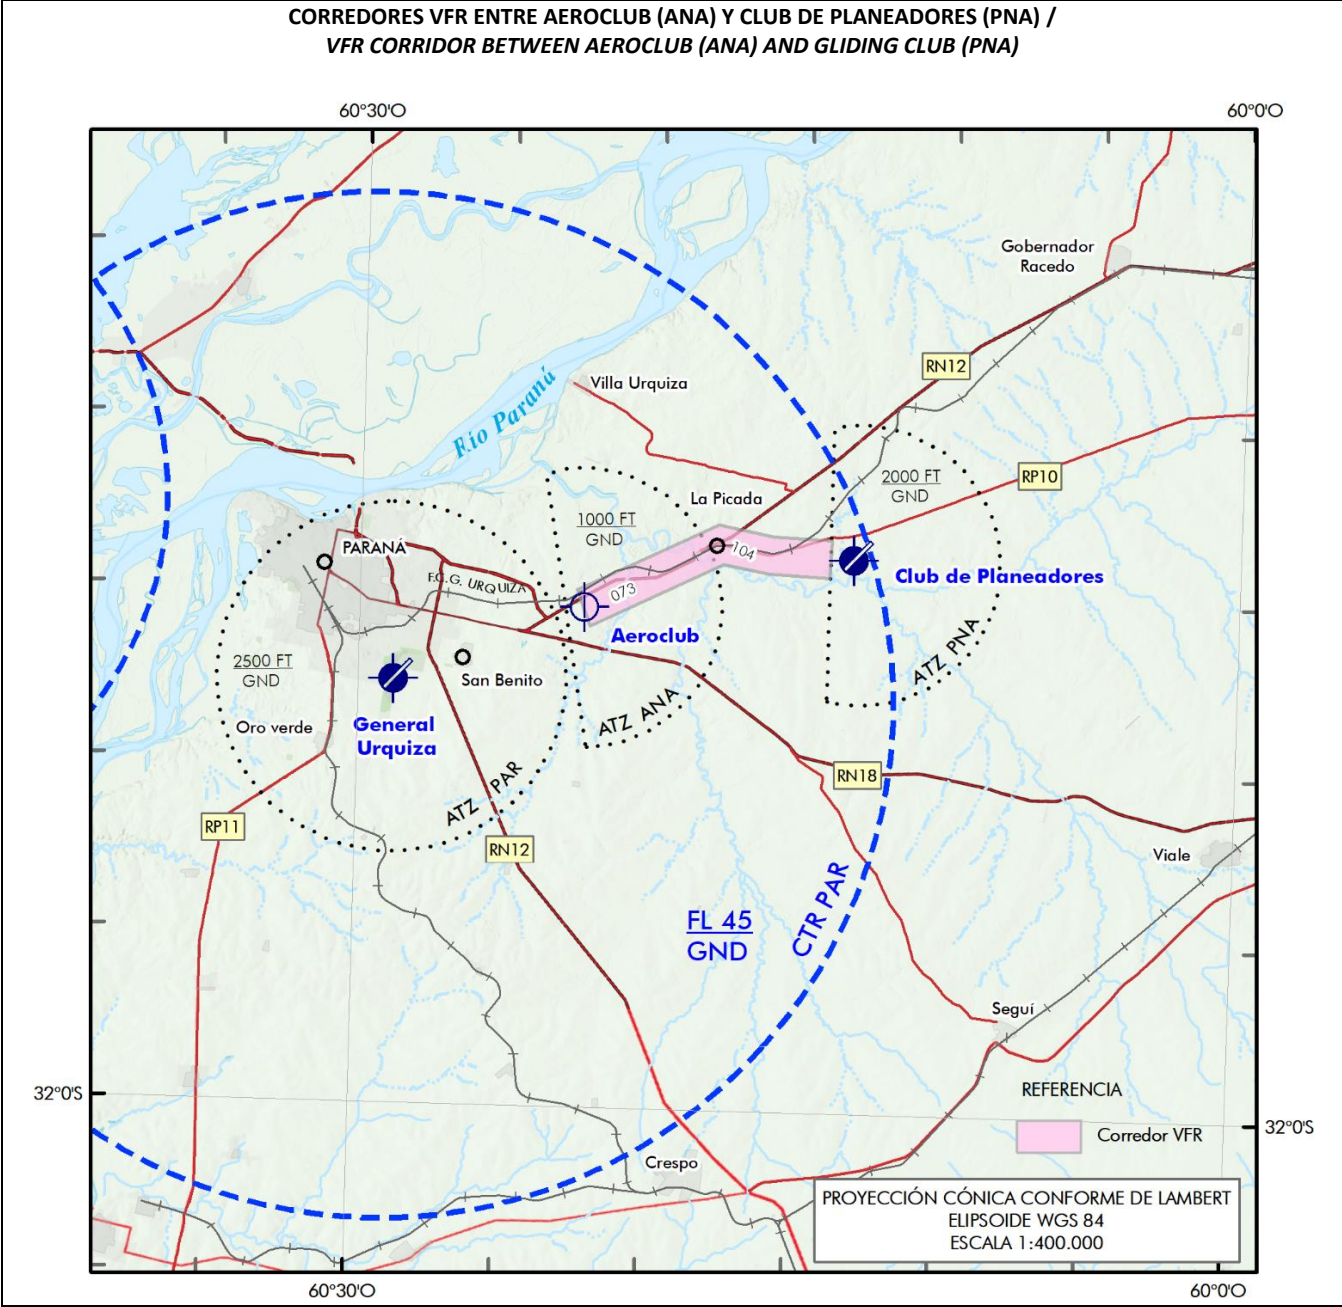 CORREDORES VFR ENTRE AEROCLUB (ANA) Y CLUB DE PLANEADORES (PNA) /
VFR CORRIDOR BETWEEN AEROCLUB (ANA) AND GLIDING CLUB (PNA)
60°30'O
60°0'O
Gobernador
Racedo
RN12
Villa Urquiza
Río Paraná
RP10
2000 FT
GND
La Picada
1000 FT
GND
PARANÁ
104
F.C.G. URQUIZA
073
Club de Planeadores
Aeroclub
ATZ PNA
2500 FT
GND
San Benito
ATZ ANA
Oro verde
General
Urquiza
RN18
ATZ PAR
RP11
RN12
Viale
FL 45
GND
CTR PAR
Seguí
32°0'S
REFERENCIA
Corredor VFR
32°0'S
Crespo
PROYECCIÓN CÓNICA CONFORME DE LAMBERT
ELIPSOIDE WGS 84
ESCALA 1:400.000
60°30'O
60°0'O